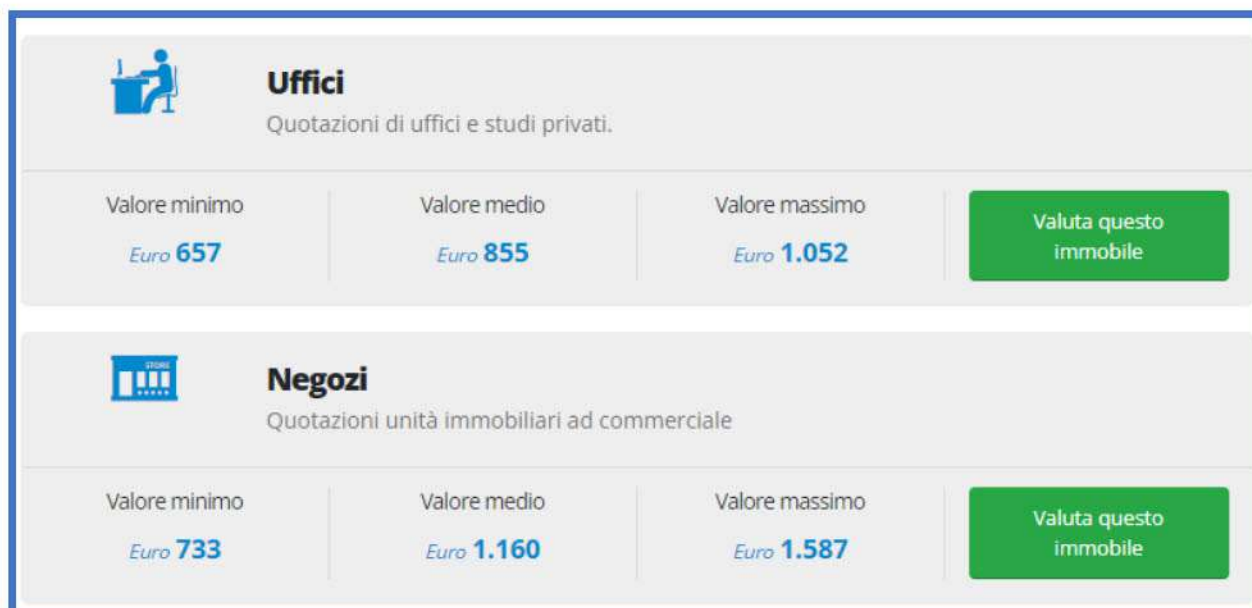 Uffici
Quotazioni di uffici e studi privati.
Valore minimo
Valore medio
Valore massimo
Valuta questo
immobile
Euro 657
Euro 855
Euro 1.052
STORE
Negozi
Quotazioni unità immobiliari ad commerciale
Valore minimo
Valore medio
Valore massimo
Valuta questo
immobile
Euro 733
Euro 1.160
Euro 1.587